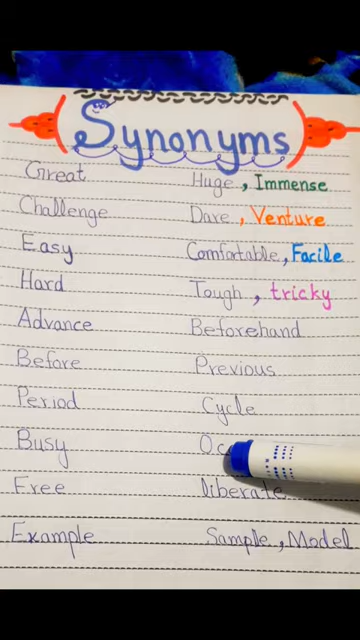 Synonyms
Great Huge, Immense
Challenge Dare, Venture
Easy Comfortable, Facile
Hard Tough, tricky
Advance Beforehand
Before Previous
Period Cycle
Busy
Free liberate
Example Sample, Model